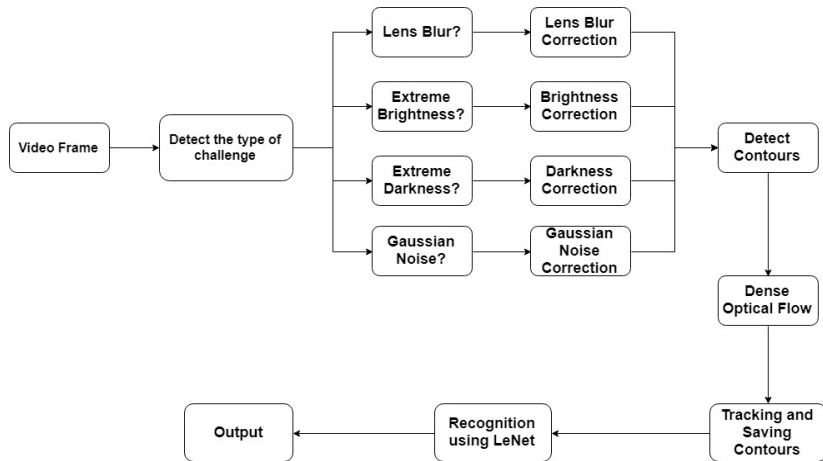 Lens Blur?
Lens Blur
Correction
Extreme
Brightness?
Brightness
Correction
Video Frame
Detect the type of
challenge
Detect
Contours
Extreme
Darkness?
Darkness
Correction
Gaussian
Noise?
Gaussian
Noise
Correction
Dense
Optical Flow
Tracking and
Saving
Contours
Recognition
using LeNet
Output